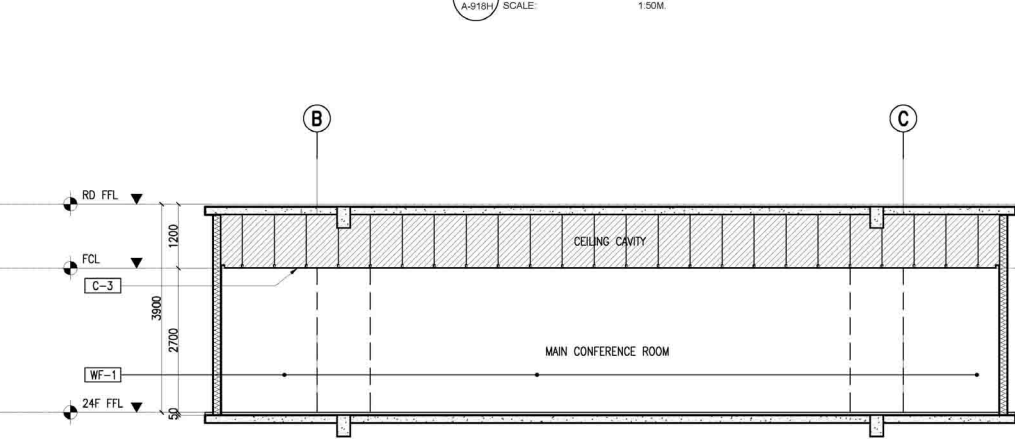 A-918H SCALE: 1:50M.
B C
RD FFL
1200
CEILING CAVITY
FCL
C-3
3900
2700
MAIN CONFERENCE ROOM
WF-1
24F FFL
50